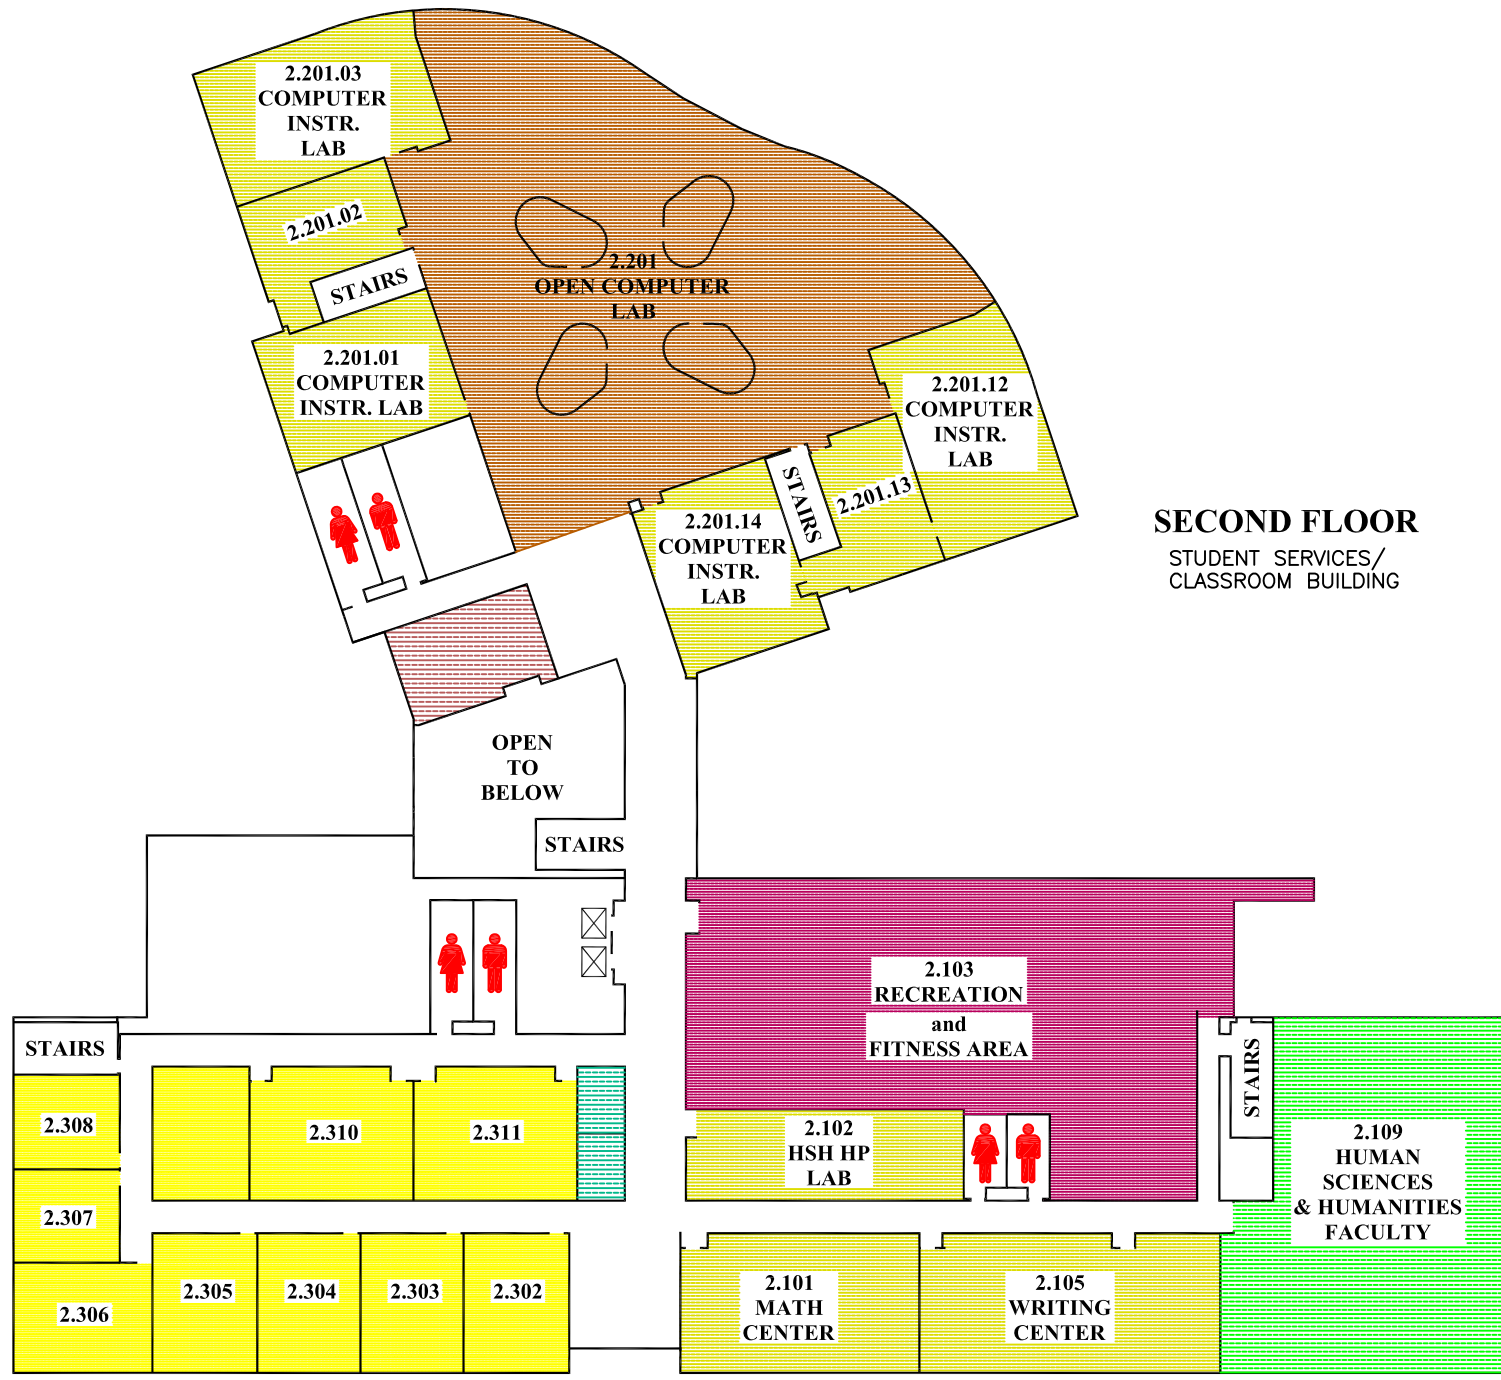 2.201.03
COMPUTER
INSTR.
LAB
2.201.02
STAIRS
2.201
OPEN COMPUTER
LAB
2.201.01
COMPUTER
INSTR. LAB
2.201.12
COMPUTER
INSTR.
LAB
STAIRS
2.201.13
2.201.14
COMPUTER
INSTR.
LAB
SECOND FLOOR
STUDENT SERVICES/
CLASSROOM BUILDING
OPEN
TO
BELOW
STAIRS
2.103
RECREATION
and
FITNESS AREA
STAIRS
STAIRS
2.308
2.310
2.311
2.102
HSH HP
LAB
2.109
HUMAN
SCIENCES
& HUMANITIES
FACULTY
2.307
2.306
2.305
2.304
2.303
2.302
2.101
MATH
CENTER
2.105
WRITING
CENTER